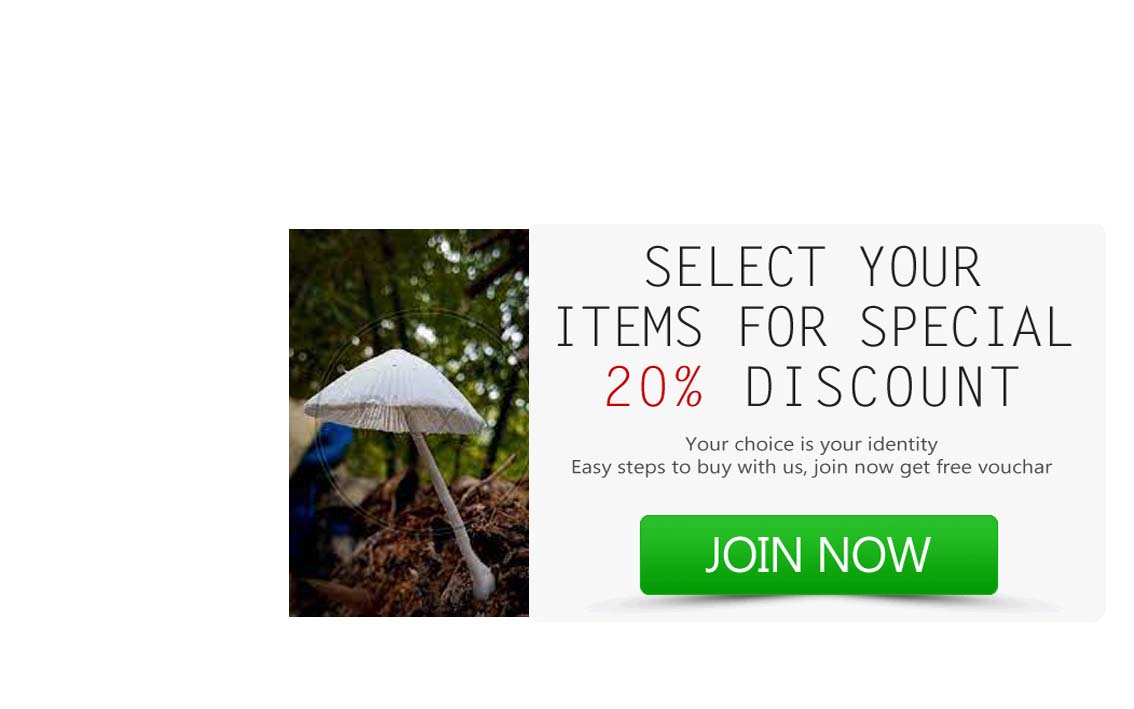 SELECT YOUR
ITEMS FOR SPECIAL
20% DISCOUNT
Your choice is your identity
Easy steps to buy with us, join now get free vouchar
JOIN NOW